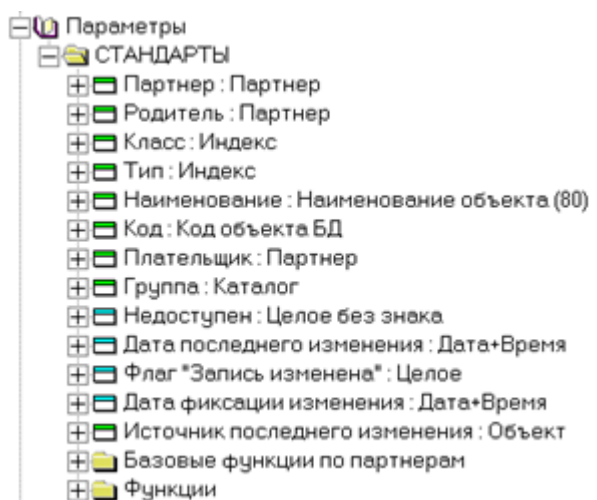 Параметры
СТАНДАРТЫ
Партнер : Партнер
Родитель : Партнер
Класс : Индекс
Тип : Индекс
Наименование : Наименование объекта (80)
Код : Код объекта БД
Плательщик : Партнер
Группа : Каталог
Недоступен : Целое без знака
Дата последнего изменения : Дата+Время
Флаг "Запись изменена" : Целое
Дата фиксации изменения : Дата+Время
Источник последнего изменения : Объект
Базовые функции по партнерам
Функции